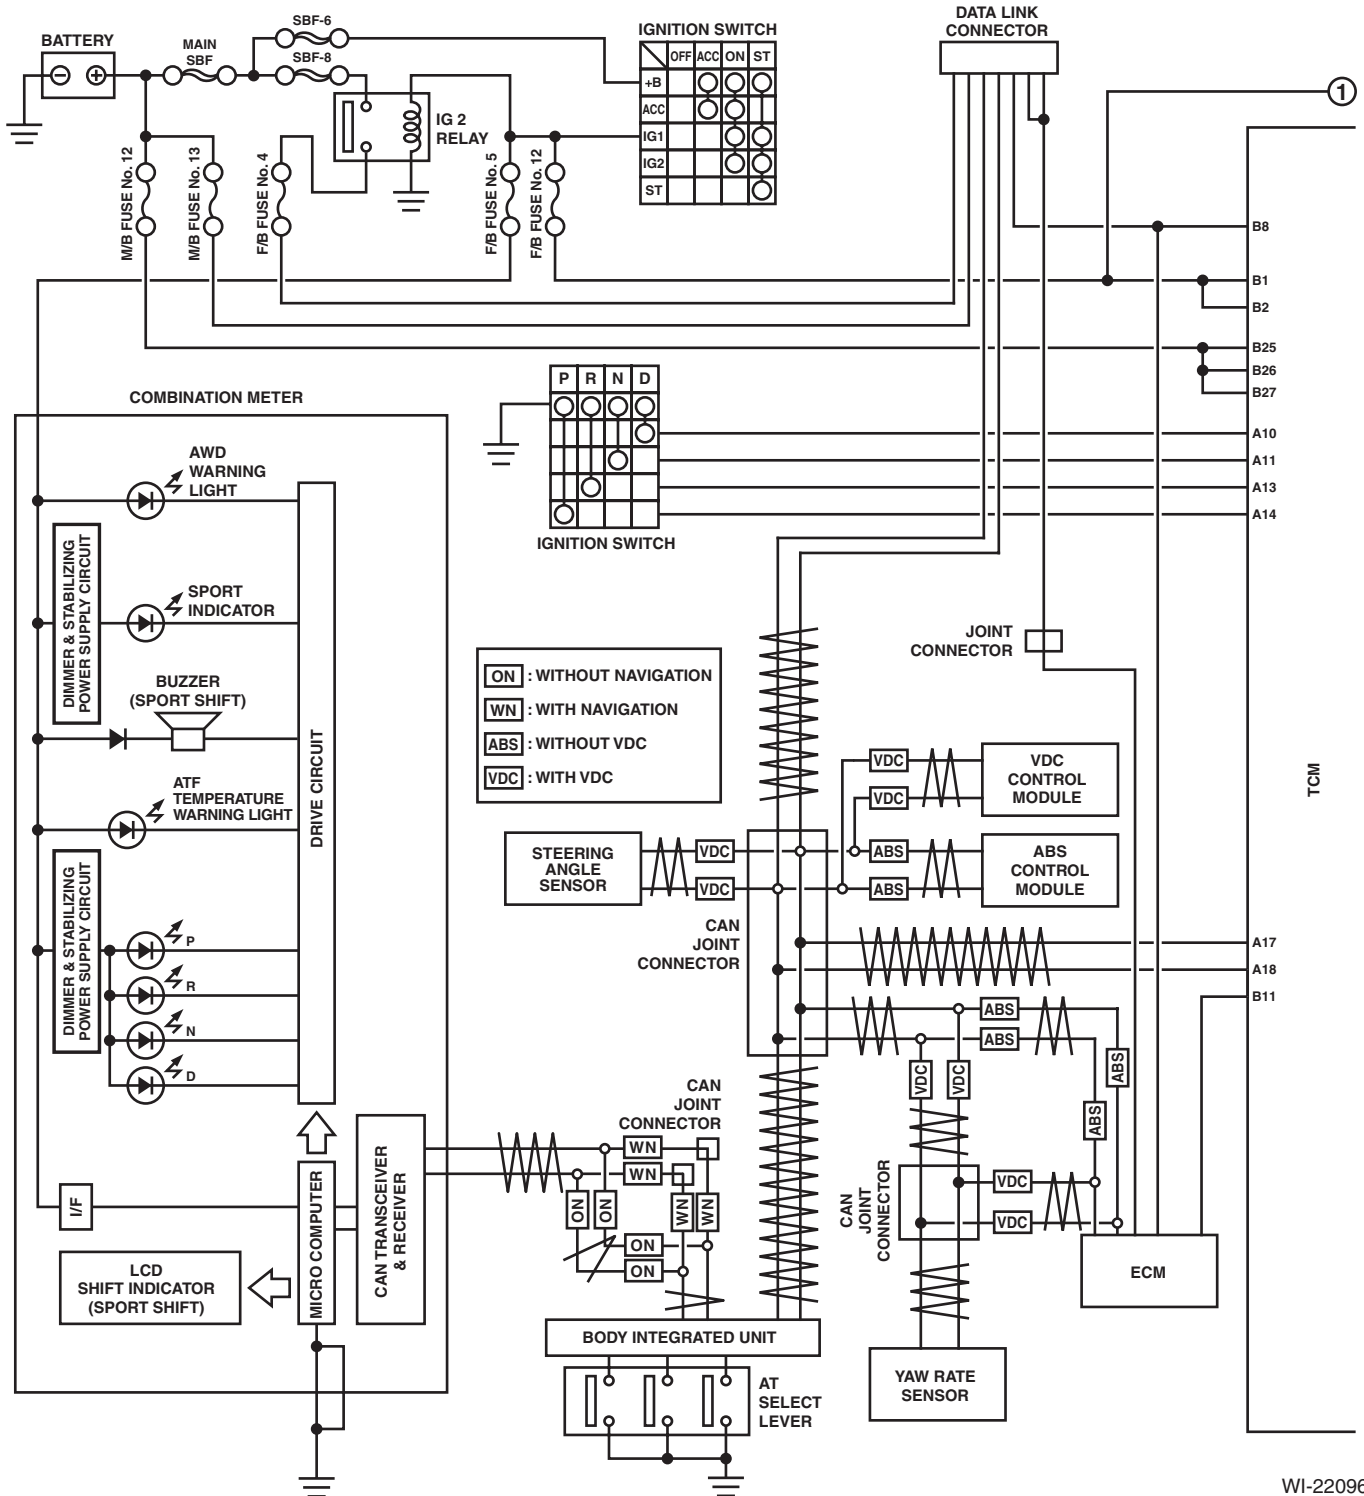 SBF-6
BATTERY
MAIN
SBF
SBF-8
IGNITION SWITCH
OFF ACC ON ST
+B
ACC
IG1
IG2
ST
DATA LINK
CONNECTOR
1
IG 2
RELAY
M/B FUSE No. 12
M/B FUSE No. 13
F/B FUSE No. 4
F/B FUSE No. 5
F/B FUSE No. 12
B8
B1
B2
B25
B26
B27
A10
A11
A13
A14
P R N D
IGNITION SWITCH
COMBINATION METER
AWD
WARNING
LIGHT
DIMMER & STABILIZING
POWER SUPPLY CIRCUIT
SPORT
INDICATOR
BUZZER
(SPORT SHIFT)
ATF
TEMPERATURE
WARNING LIGHT
DRIVE CIRCUIT
DIMMER & STABILIZING
POWER SUPPLY CIRCUIT
P
R
N
D
I/F
MICRO COMPUTER
CAN TRANSCEIVER
& RECEIVER
LCD
SHIFT INDICATOR
(SPORT SHIFT)
ON : WITHOUT NAVIGATION
WN : WITH NAVIGATION
ABS : WITHOUT VDC
VDC : WITH VDC
JOINT
CONNECTOR
TCM
VDC
VDC
VDC
CONTROL
MODULE
STEERING
ANGLE
SENSOR
VDC
VDC
ABS
ABS
ABS
CONTROL
MODULE
CAN
JOINT
CONNECTOR
A17
A18
B11
ABS
ABS
VDC
VDC
ABS
ABS
CAN
JOINT
CONNECTOR
WN
WN
ON
ON
WN
WN
ON
ON
CAN
JOINT
CONNECTOR
VDC
VDC
ECM
BODY INTEGRATED UNIT
AT
SELECT
LEVER
YAW RATE
SENSOR
WI-22096